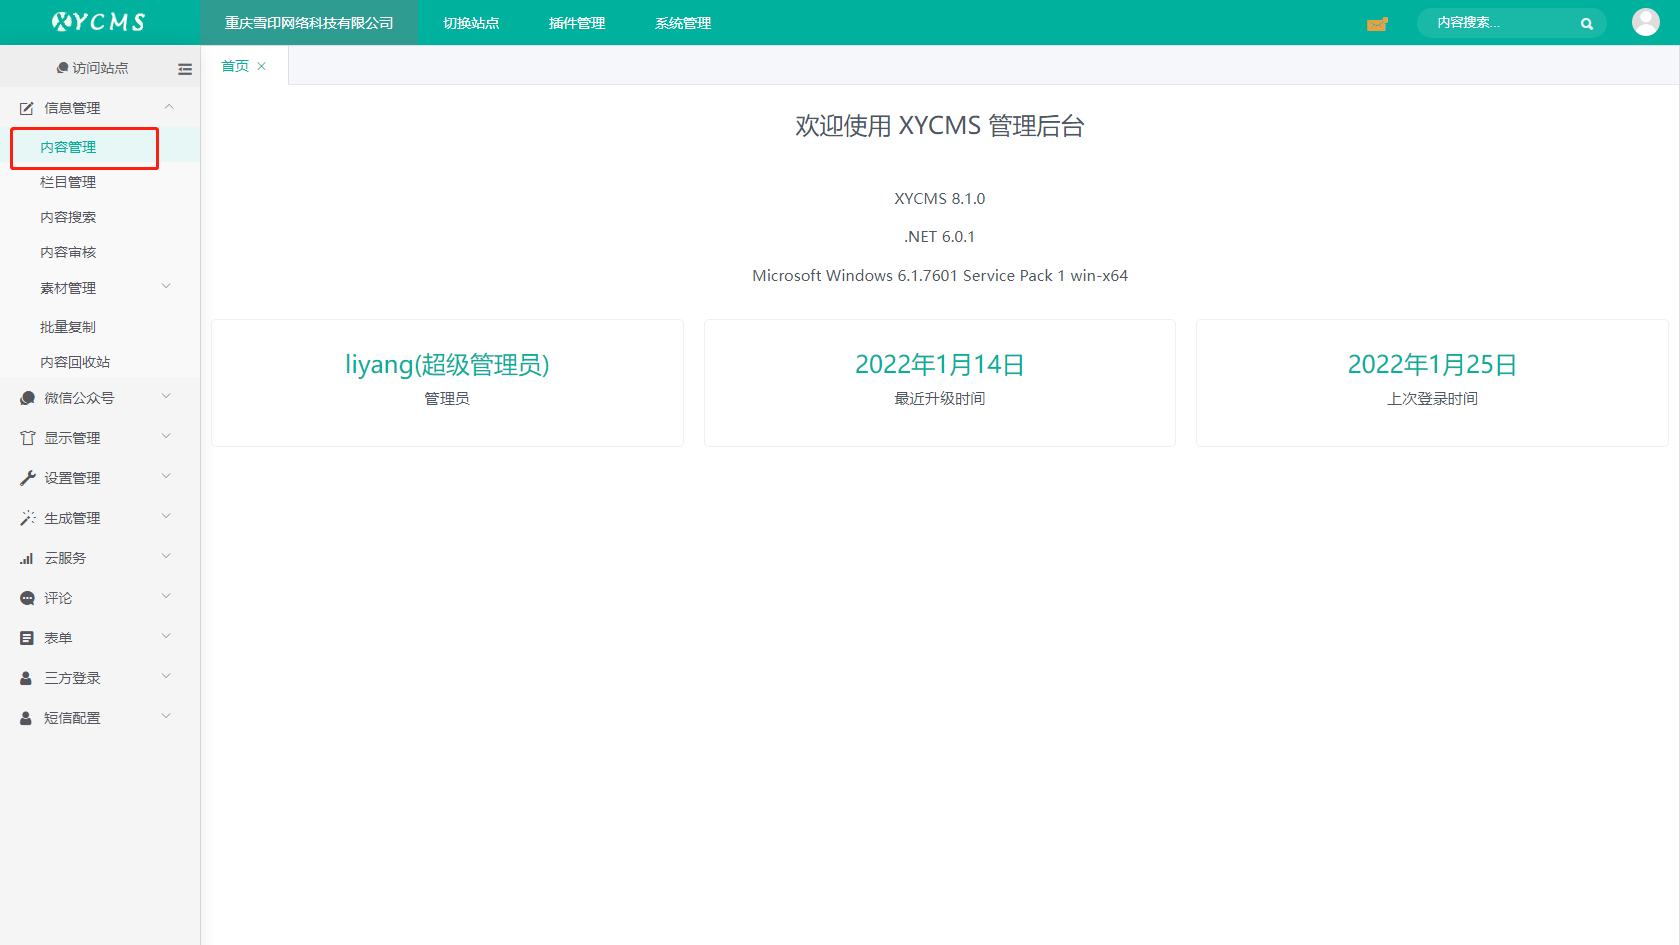 XYCMS
重庆雪印网络科技有限公司
切换站点
插件管理
系统管理
内容搜索...
访问站点
首页
信息管理
内容管理
栏目管理
内容搜索
内容审核
素材管理
批量复制
内容回收站
微信公众号
显示管理
设置管理
生成管理
云服务
评论
表单
三方登录
短信配置
欢迎使用 XYCMS 管理后台
XYCMS 8.1.0
.NET 6.0.1
Microsoft Windows 6.1.7601 Service Pack 1 win-x64
liyang(超级管理员)
管理员
2022年1月14日
最近升级时间
2022年1月25日
上次登录时间